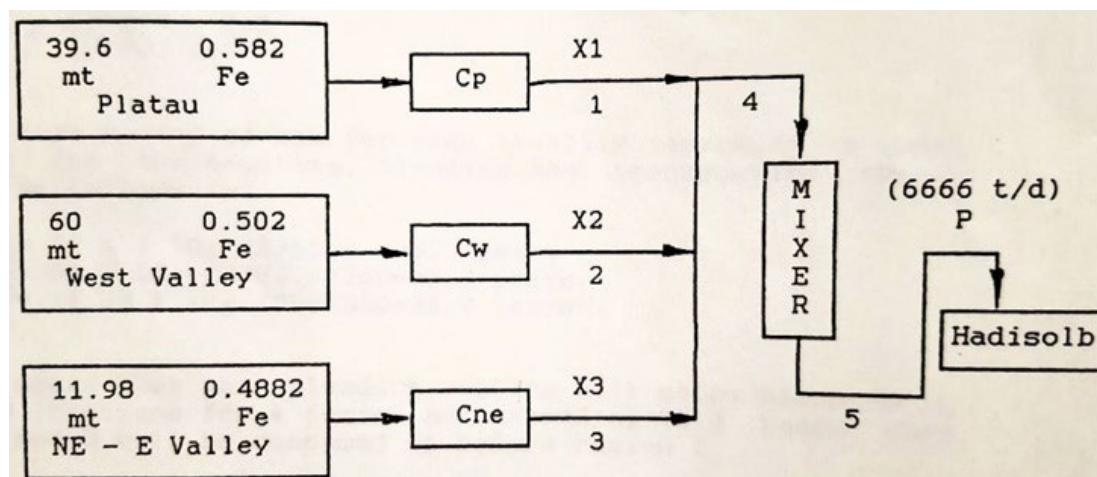 39.6 0.582
mt Fe
Platau
Cp
X1
1
4
60 0.502
mt Fe
West Valley
Cw
X2
2
11.98 0.4882
mt Fe
NE - E Valley
Cne
X3
3
M
I
X
E
R
5
(6666 t/d)
P
Hadisolb